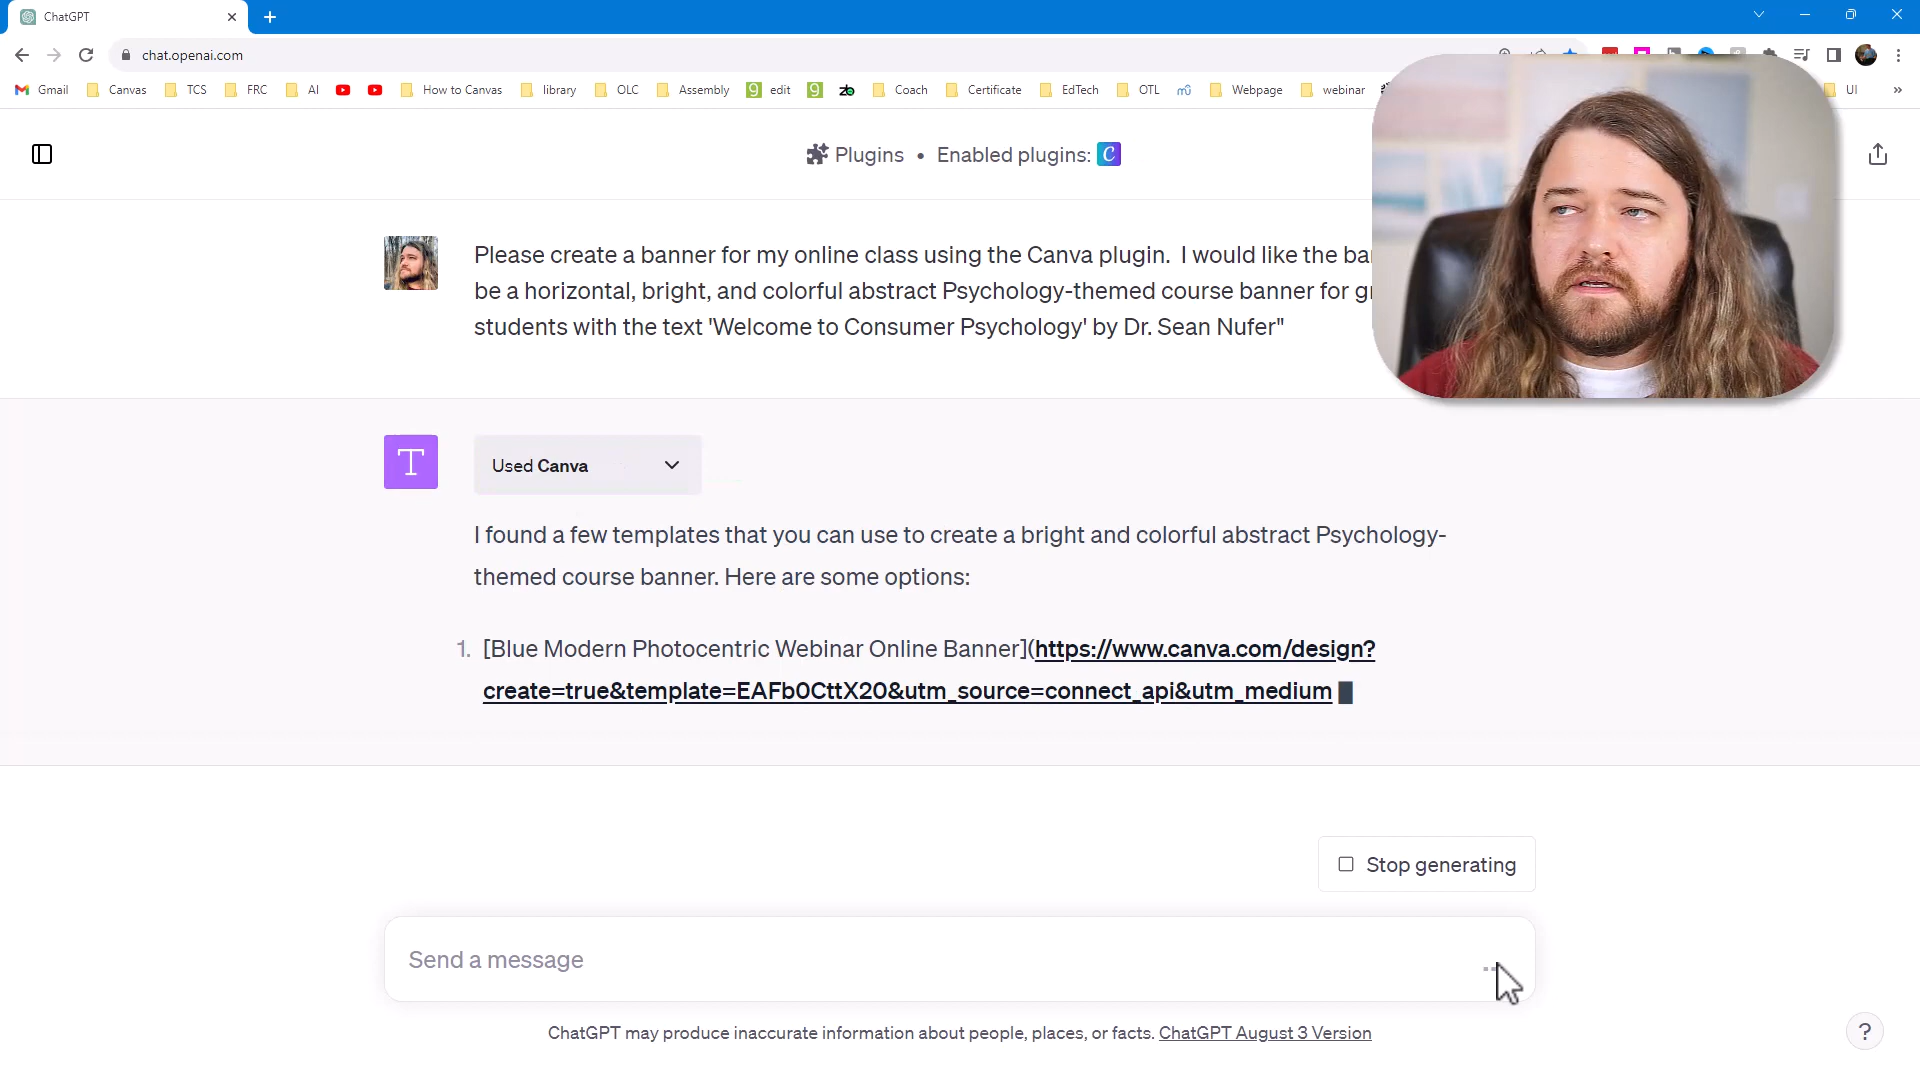 ChatGPT
chat.openai.com
Gmail Canvas TCS FRC AI How to Canvas library OLC Assembly edit Coach Certificate EdTech OTL Webpage webinar UI
Plugins • Enabled plugins: C
Please create a banner for my online class using the Canva plugin. I would like the
be a horizontal, bright, and colorful abstract Psychology-themed course banner for
students with the text 'Welcome to Consumer Psychology' by Dr. Sean Nufer"
T
Used Canva
I found a few templates that you can use to create a bright and colorful abstract Psychology-
themed course banner. Here are some options:
1. [Blue Modern Photocentric Webinar Online Banner](https://www.canva.com/design?
create=true&template=EAFb0CttX20&utm_source=connect_api&utm_medium
Stop generating
Send a message
ChatGPT may produce inaccurate information about people, places, or facts. ChatGPT August 3 Version
?